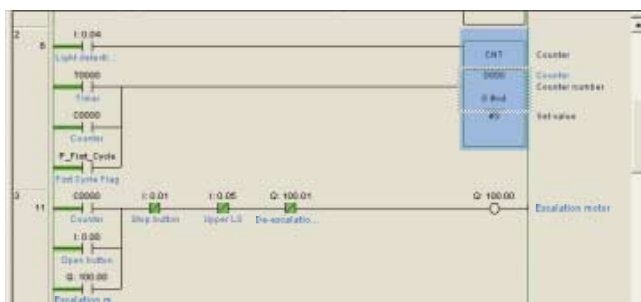 2
8
I: 0.04
Light detecti...
CNT
Counter
T0000
Timer
0000
Counter
Counter number
C0000
Counter
#3
Set value
P_First_Cycle
First Cycle Flag
3
11
C0000
Counter
I: 0.01
Stop button
I: 0.05
Upper LS
Q: 100.01
De-escalatio...
Q: 100.00
Escalation motor
I: 0.00
Open button
Q: 100.00
Escalation m...